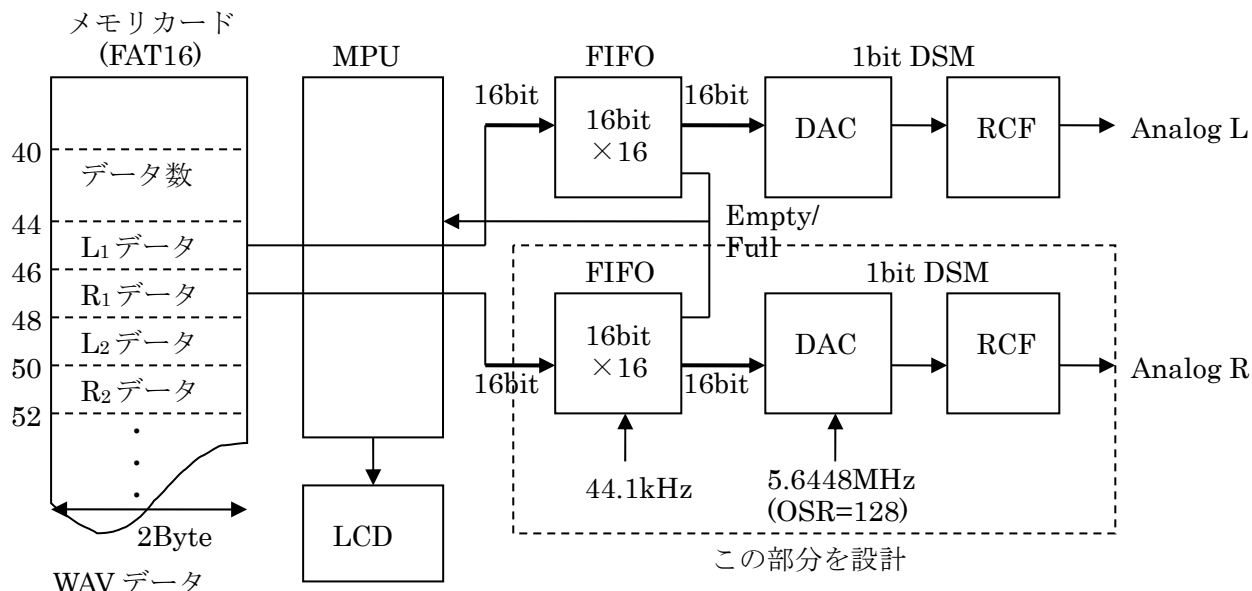 メモリカード
(FAT16)
MPU
FIFO
1bit DSM
16bit
16bit
16bit
×16
DAC
RCF
Analog L
40
データ数
44
Empty/
Full
L₁データ
46
FIFO
1bit DSM
R₁データ
48
L₂データ
16bit
×16
DAC
RCF
50
16bit
16bit
Analog R
R₂データ
52
44.1kHz
5.6448MHz
(OSR=128)
2Byte
LCD
この部分を設計
WAVデータ